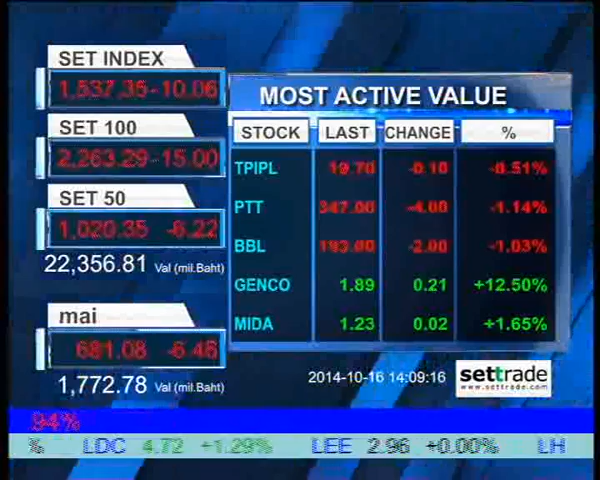 SET INDEX
1,537.35 -10.06
SET 100
2,263.29 -15.00
SET 50
1,020.35 -6.22
22,356.81 Val (mil.Baht)
mai
681.08 -6.45
1,772.78 Val (mil.Baht)
MOST ACTIVE VALUE
STOCK LAST CHANGE %
TPIPL 19.70 -0.10 -0.51%
PTT 347.00 -4.00 -1.14%
BBL 193.00 -2.00 -1.03%
GENCO 1.89 0.21 +12.50%
MIDA 1.23 0.02 +1.65%
2014-10-16 14:09:16
settrade
www.settrade.com
94%
% LDC 4.72 +1.29% LEE 2.96 +0.00% LH